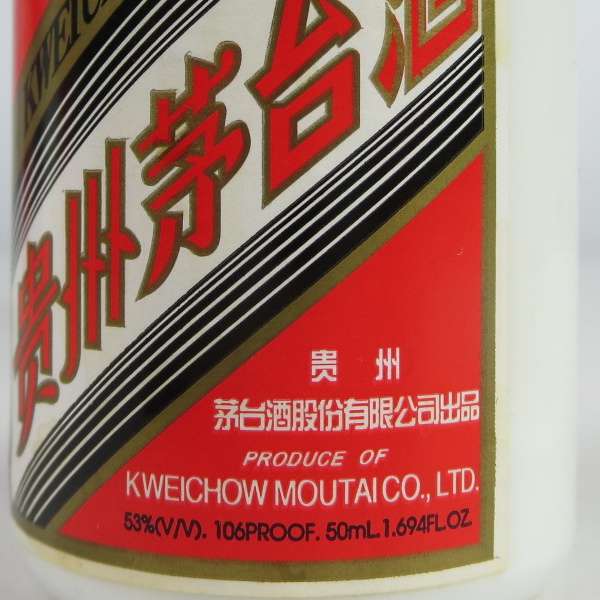 KWEIC
贵州茅台酒
贵 州
茅台酒股份有限公司出品
PRODUCE OF
KWEICHOW MOUTAI CO., LTD.
53%(V/V). 106PROOF. 50mL.1.694FL.OZ.